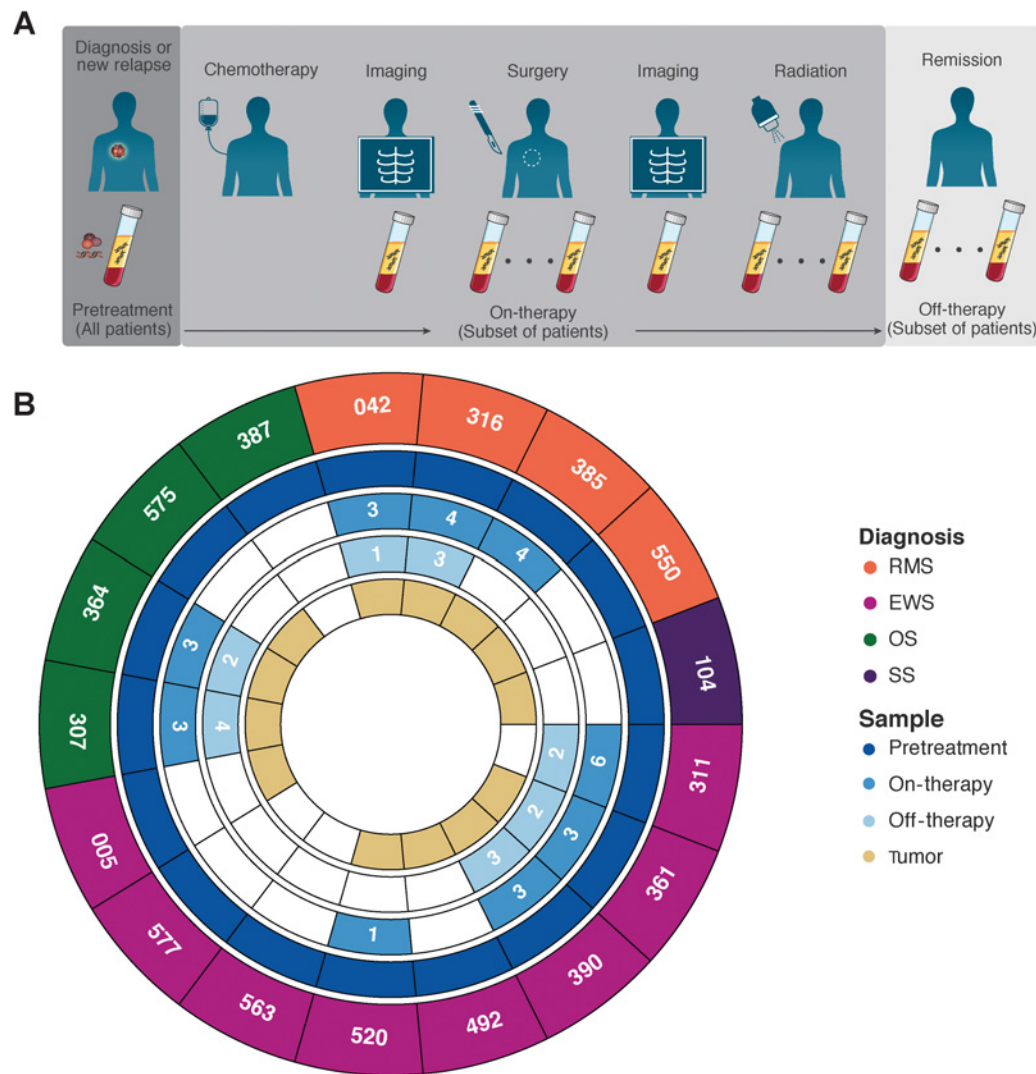 A
Diagnosis or
new relapse
Chemotherapy
Imaging
Surgery
Imaging
Radiation
Remission
Pretreatment
(All patients)
On-therapy
(Subset of patients)
Off-therapy
(Subset of patients)
B
042
316
385
550
104
311
361
390
492
520
563
577
005
307
364
575
387
3
4
4
6
3
3
1
3
3
1
3
2
2
3
4
2
Diagnosis
RMS
EWS
OS
SS
Sample
Pretreatment
On-therapy
Off-therapy
Tumor